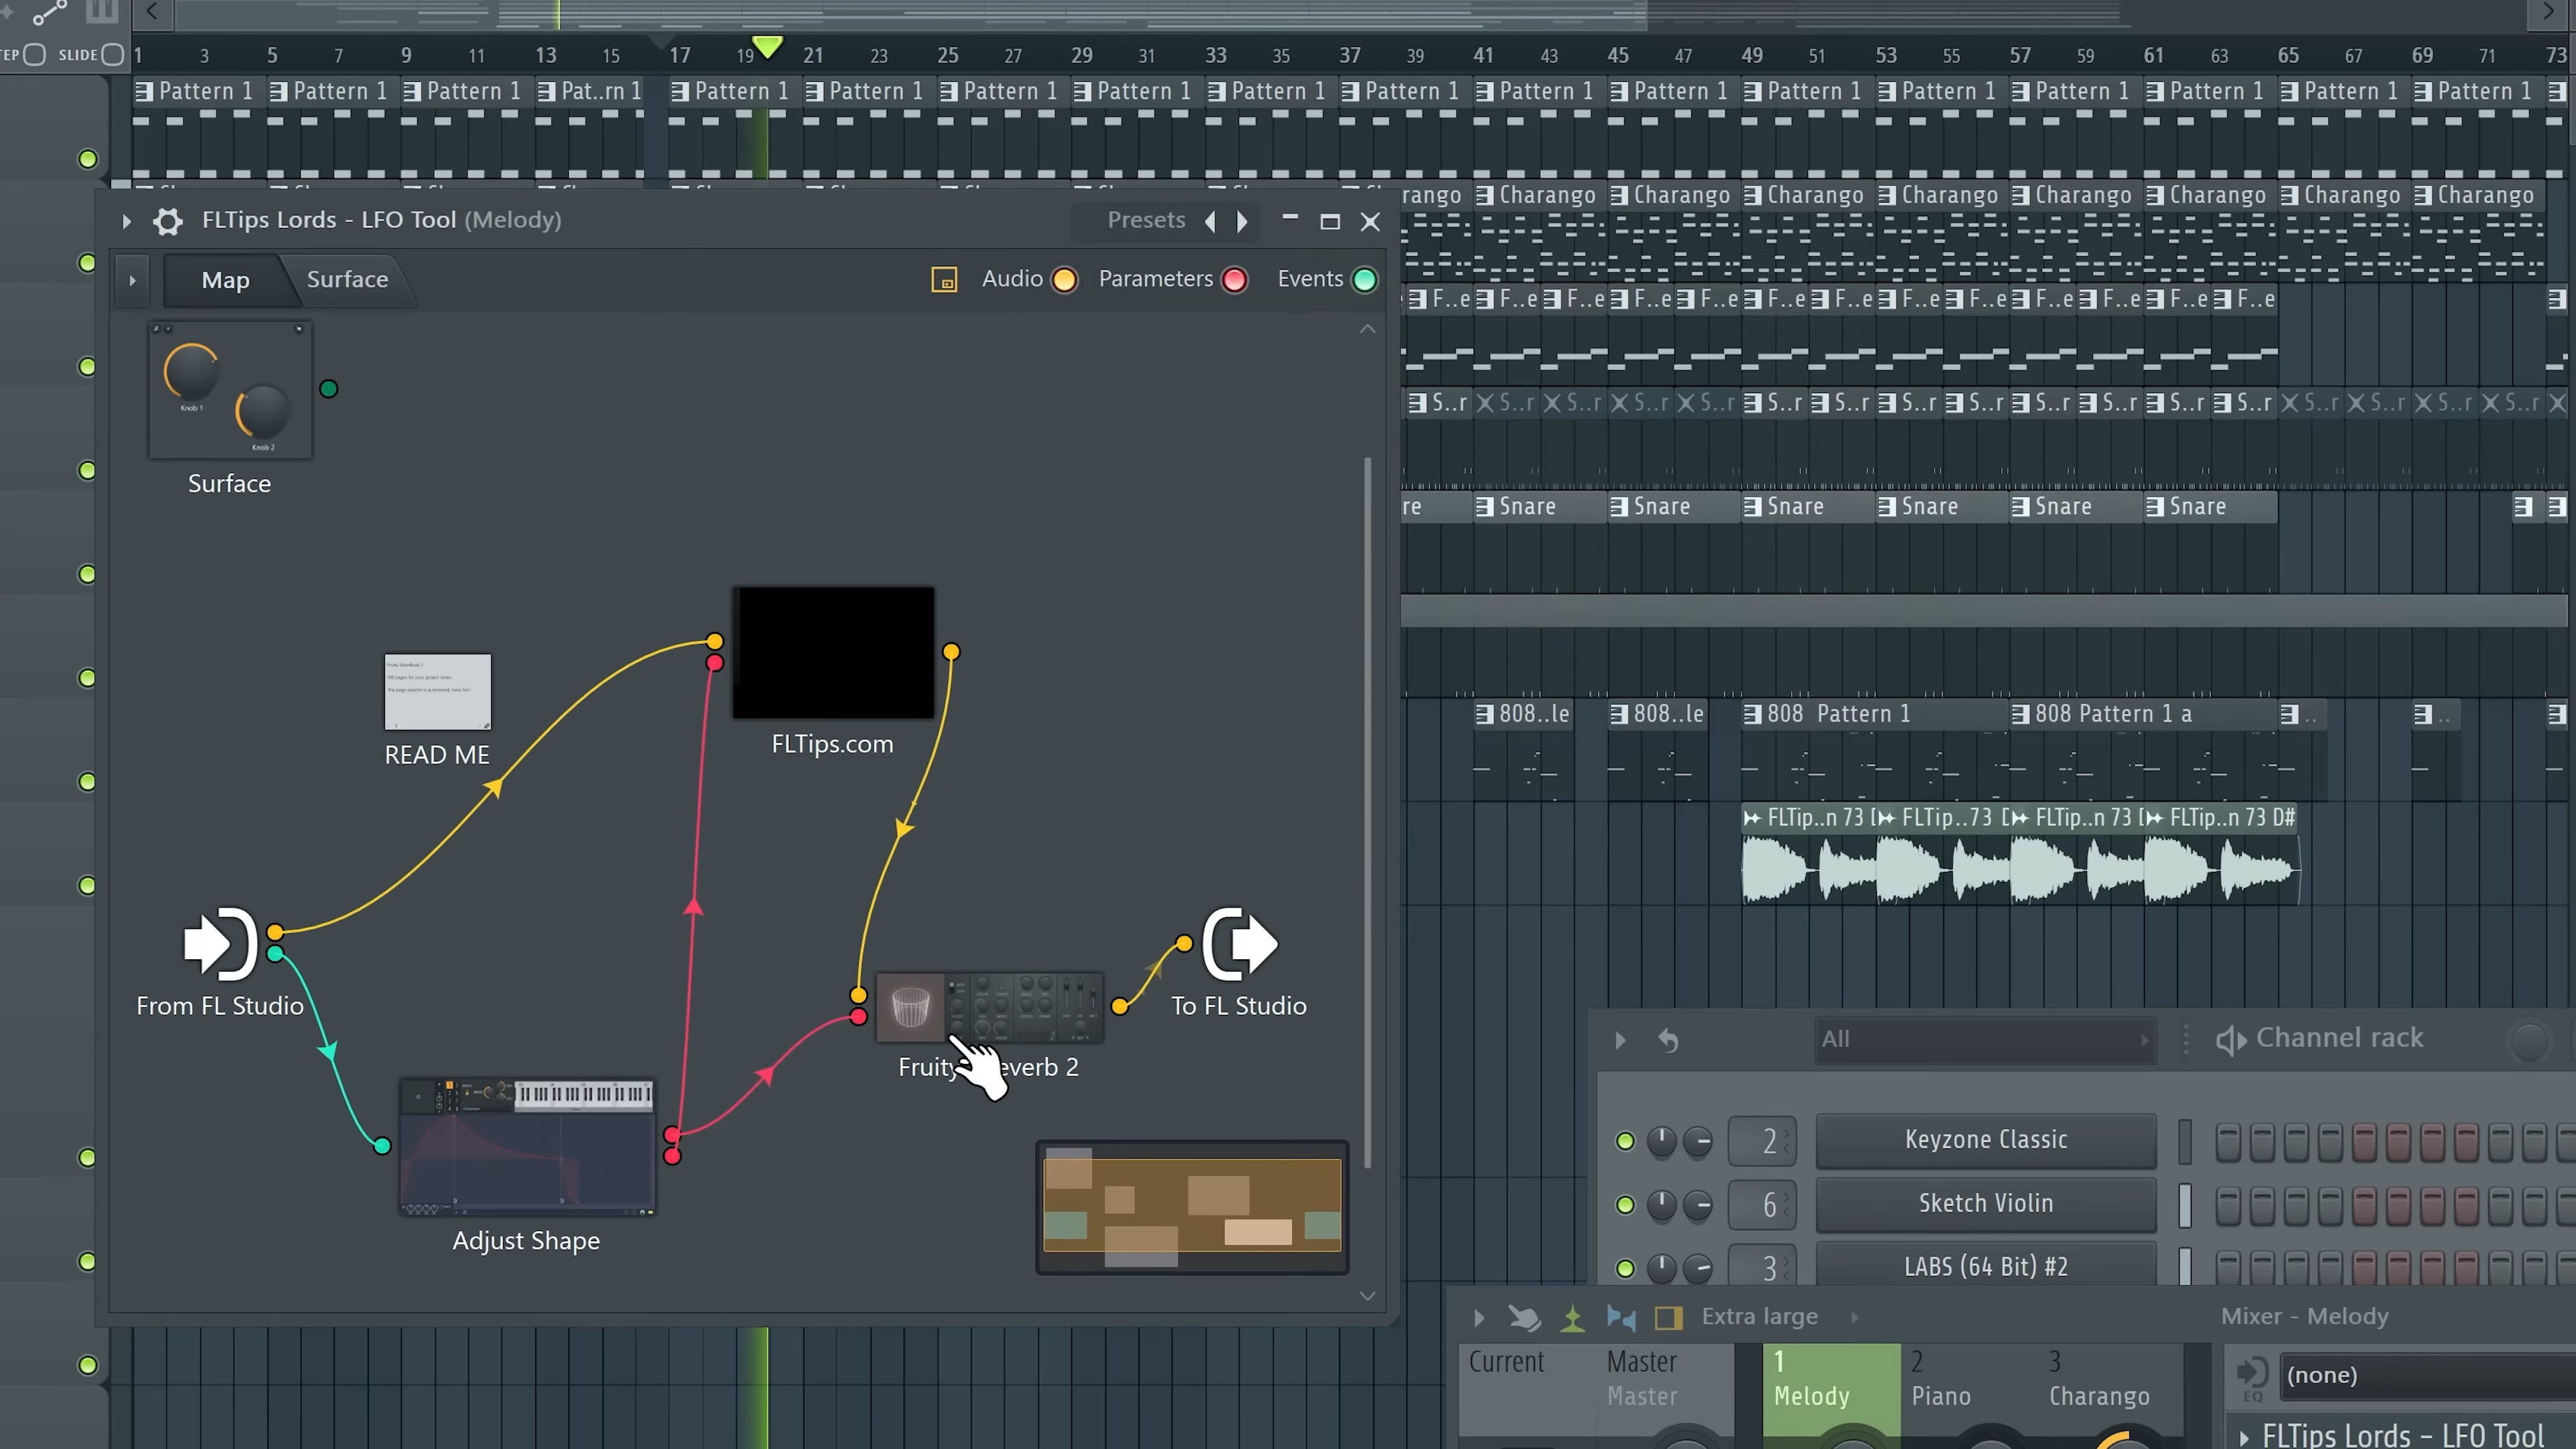 TEP SLIDE 1 3 5 7 9 11 13 15 17 19 21 23 25 27 29 31 33 35 37 39 41 43 45 47 49 51 53 55 57 59 61 63 65 67 69 71 73
Pattern 1 Pattern 1 Pattern 1 Pat..rn 1 Pattern 1 Pattern 1 Pattern 1 Pattern 1 Pattern 1 Pattern 1 Pattern 1 Pattern 1 Pattern 1 Pattern 1 Pattern 1 Pattern 1 Pattern 1 Pattern 1
rango Charango Charango Charango Charango Charango Charango Charango Charango
FLTips Lords - LFO Tool (Melody) Presets
Map Surface Audio Parameters Events
F..e F..e F..e F..e F..e F..e F..e F..e F..e F..e F..e F..e F..e
Knob 1
Knob 2
Surface
S..r S..r S..r S..r S..r S..r S..r S..r S..r S..r S..r S..r S..r S..r S..r S..r S..r
re Snare Snare Snare Snare Snare Snare
READ ME
FLTips.com
808..le 808..le 808 Pattern 1 808 Pattern 1 a .. ..
FLTip..n 73 FLTip..73 FLTip..n 73 FLTip..n 73 D#
From FL Studio
To FL Studio
Fruity everb 2
Adjust Shape
All Channel rack
2 Keyzone Classic
6 Sketch Violin
3 LABS (64 Bit) #2
Extra large Mixer - Melody
Current Master 1 2 3
Master Melody Piano Charango
(none)
EQ
FLTips Lords - LFO Tool